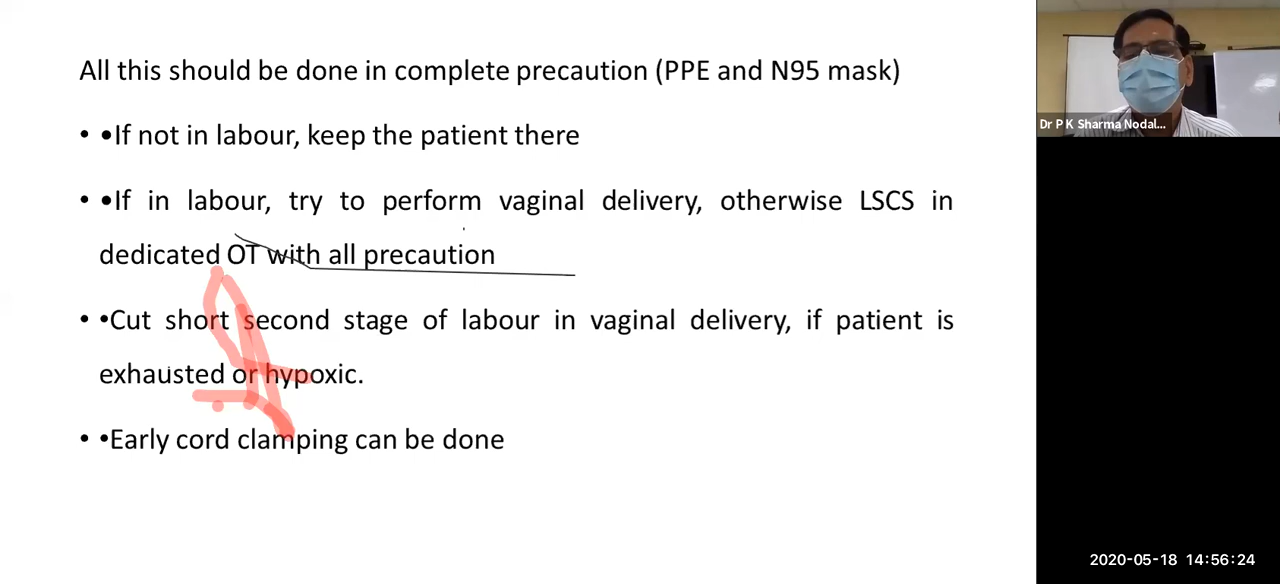 All this should be done in complete precaution (PPE and N95 mask)
• •If not in labour, keep the patient there
• •If in labour, try to perform vaginal delivery, otherwise LSCS in
dedicated OT with all precaution
• •Cut short second stage of labour in vaginal delivery, if patient is
exhausted or hypoxic.
• •Early cord clamping can be done
Dr P K Sharma Nodal...
2020-05-18 14:56:24